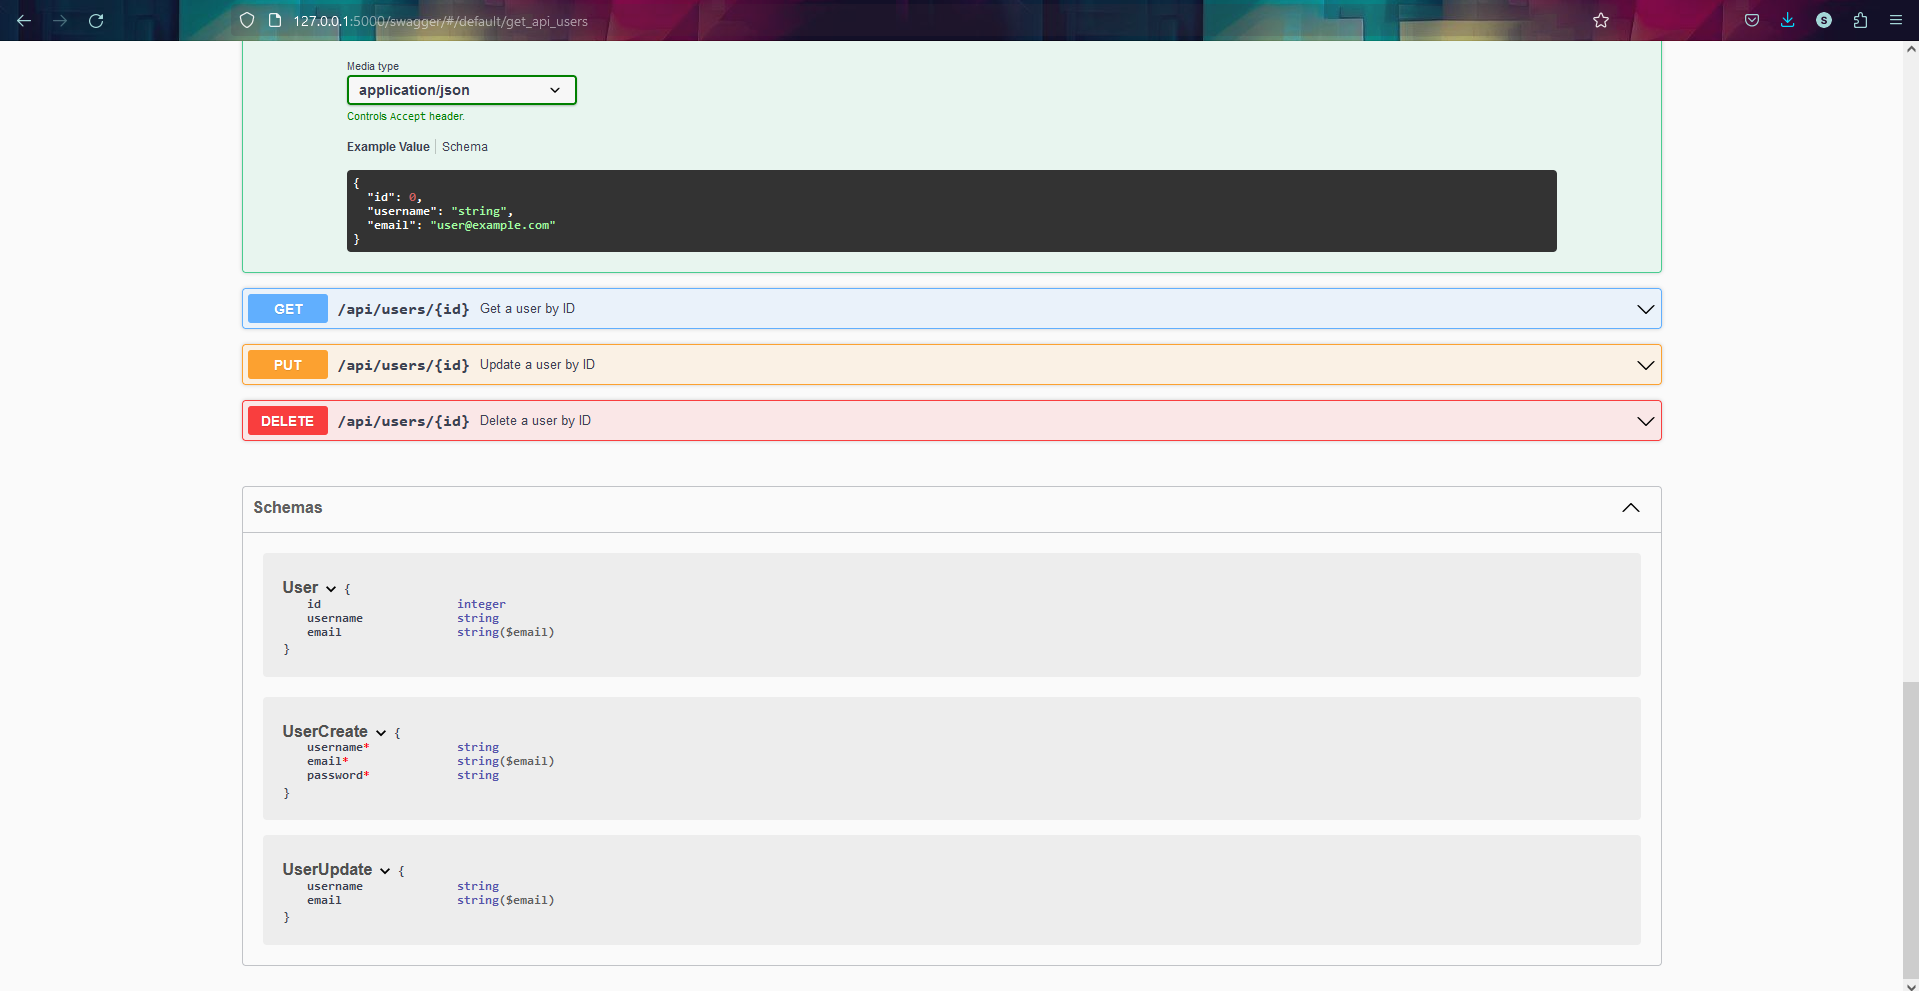 127.0.0.1:5000/swagger/#/default/get_api_users
S
Media type
application/json
Controls Accept header.
Example Value Schema
{
"id": 0,
"username": "string",
"email": "user@example.com"
}
GET /api/users/{id} Get a user by ID
PUT /api/users/{id} Update a user by ID
DELETE /api/users/{id} Delete a user by ID
Schemas
User {
id integer
username string
email string($email)
}
UserCreate {
username* string
email* string($email)
password* string
}
UserUpdate {
username string
email string($email)
}